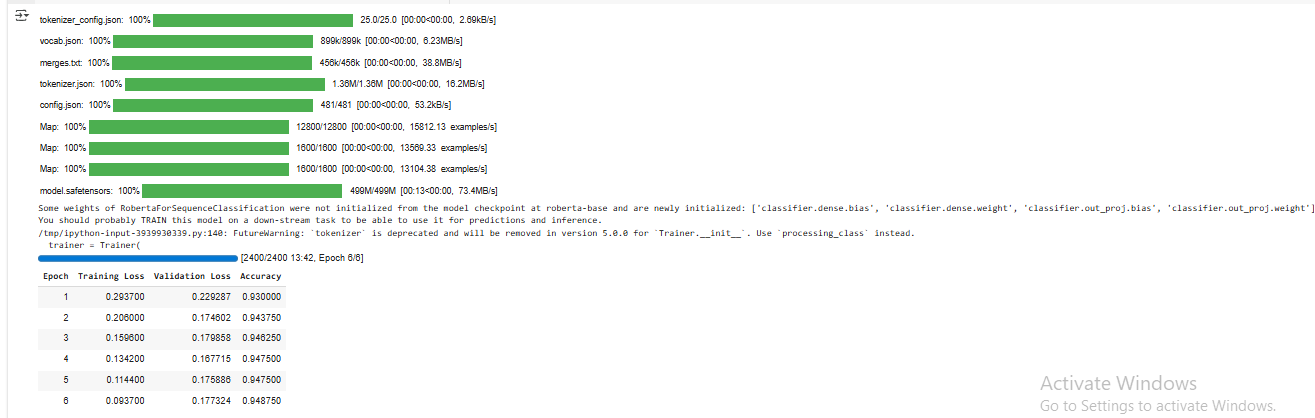 tokenizer_config.json: 100% 25.0/25.0 [00:00<00:00, 2.69kB/s]
vocab.json: 100% 899k/899k [00:00<00:00, 6.23MB/s]
merges.txt: 100% 456k/456k [00:00<00:00, 38.8MB/s]
tokenizer.json: 100% 1.36M/1.36M [00:00<00:00, 16.2MB/s]
config.json: 100% 481/481 [00:00<00:00, 53.2kB/s]
Map: 100% 12800/12800 [00:00<00:00, 15812.13 examples/s]
Map: 100% 1600/1600 [00:00<00:00, 13569.33 examples/s]
Map: 100% 1600/1600 [00:00<00:00, 13104.38 examples/s]
model.safetensors: 100% 499M/499M [00:13<00:00, 73.4MB/s]
Some weights of RobertaForSequenceClassification were not initialized from the model checkpoint at roberta-base and are newly initialized: ['classifier.dense.bias', 'classifier.dense.weight', 'classifier.out_proj.bias', 'classifier.out_proj.weight']
You should probably TRAIN this model on a down-stream task to be able to use it for predictions and inference.
/tmp/ipython-input-3939930339.py:140: FutureWarning: `tokenizer` is deprecated and will be removed in version 5.0.0 for `Trainer.__init__`. Use `processing_class` instead.
trainer = Trainer(
[2400/2400 13:42, Epoch 6/6]
Epoch Training Loss Validation Loss Accuracy
1 0.293700 0.229287 0.930000
2 0.206000 0.174602 0.943750
3 0.159600 0.179858 0.946250
4 0.134200 0.167715 0.947500
5 0.114400 0.175886 0.947500
6 0.093700 0.177324 0.948750
Activate Windows
Go to Settings to activate Windows.